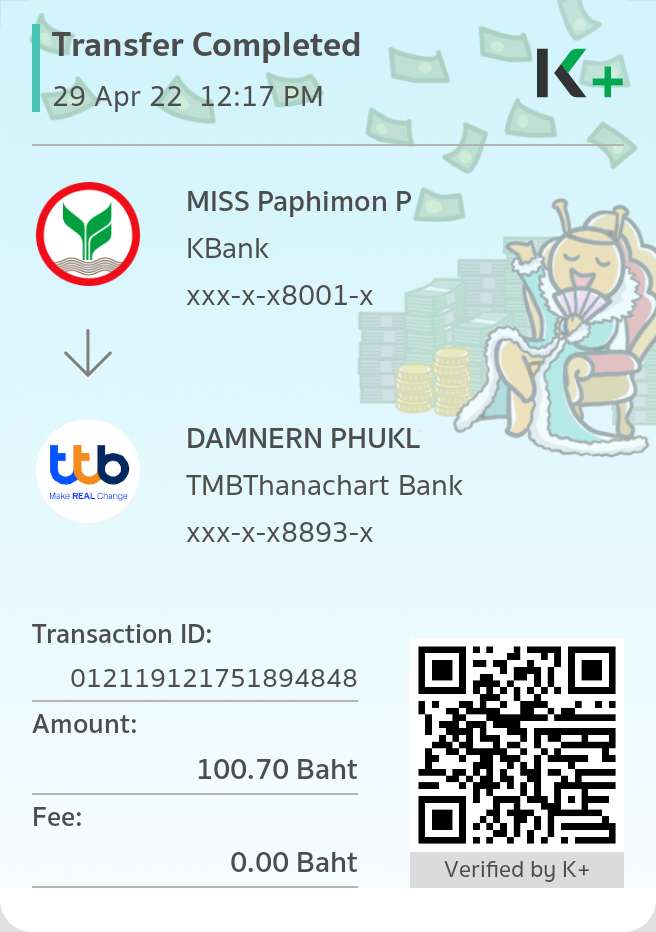 Transfer Completed
29 Apr 22 12:17 PM
K+
MISS Paphimon P
KBank
xxx-x-x8001-x
ttb
Make REAL Change
DAMNERN PHUKL
TMBThanachart Bank
xxx-x-x8893-x
Transaction ID:
012119121751894848
Amount:
100.70 Baht
Fee:
0.00 Baht
Verified by K+